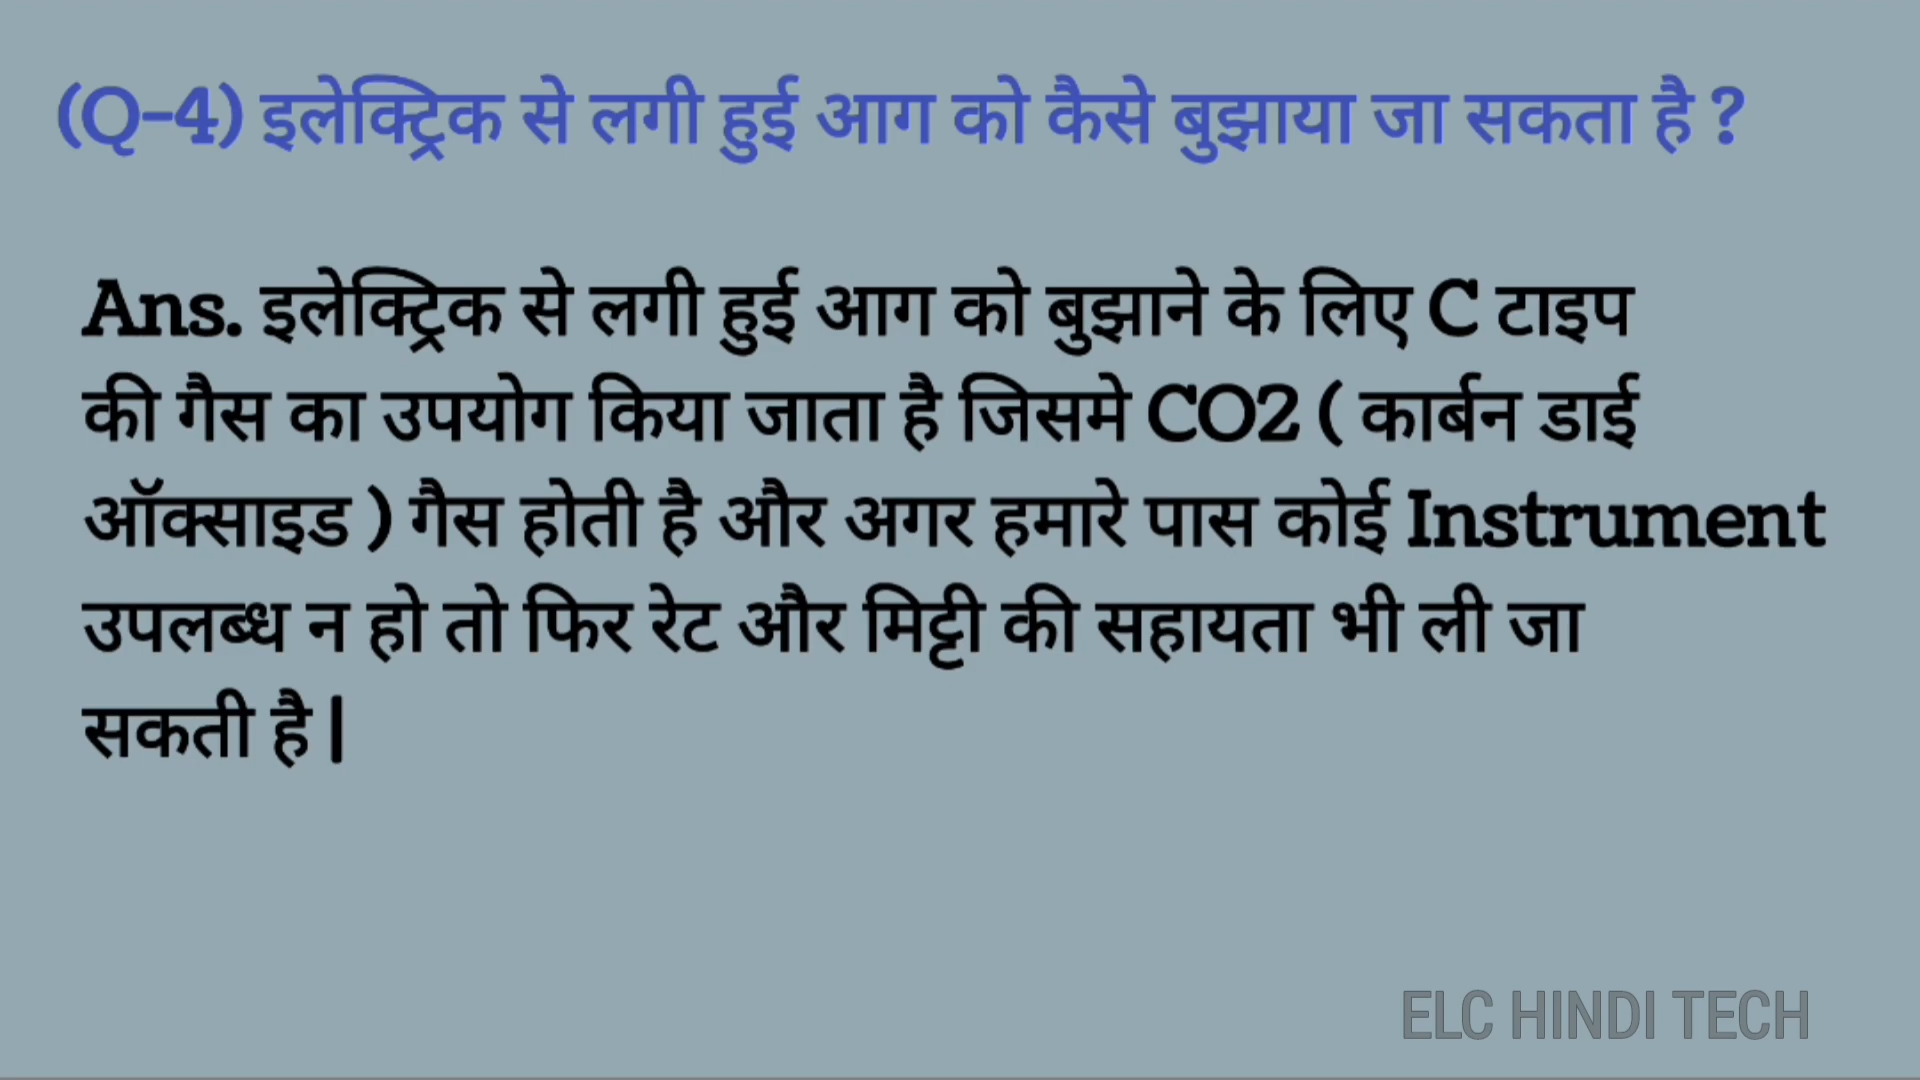 (Q-4) इलेक्ट्रिक से लगी हुई आग को कैसे बुझाया जा सकता है ?
Ans. इलेक्ट्रिक से लगी हुई आग को बुझाने के लिए C टाइप
की गैस का उपयोग किया जाता है जिसमे CO2 ( कार्बन डाई
ऑक्साइड ) गैस होती है और अगर हमारे पास कोई Instrument
उपलब्ध न हो तो फिर रेट और मिट्टी की सहायता भी ली जा
सकती है |
ELC HINDI TECH